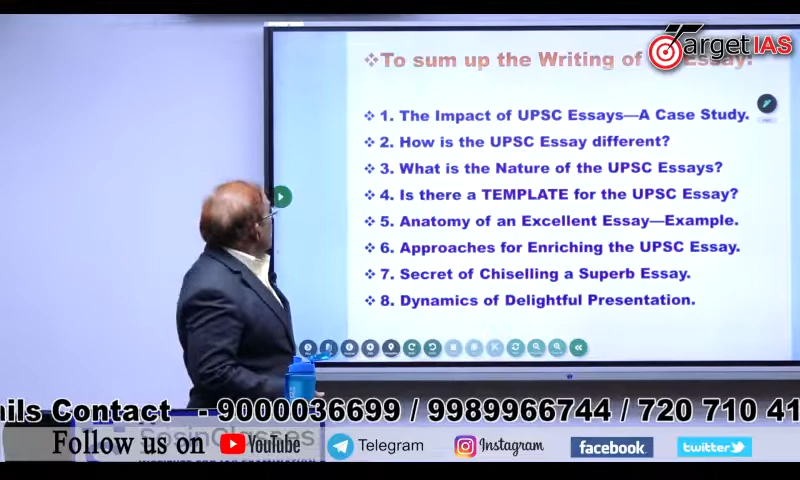 Target IAS
❖To sum up the Writing of Essay!
❖ 1. The Impact of UPSC Essays—A Case Study.
❖ 2. How is the UPSC Essay different?
❖ 3. What is the Nature of the UPSC Essays?
❖ 4. Is there a TEMPLATE for the UPSC Essay?
❖ 5. Anatomy of an Excellent Essay—Example.
❖ 6. Approaches for Enriching the UPSC Essay.
❖ 7. Secret of Chiselling a Superb Essay.
❖ 8. Dynamics of Delightful Presentation.
ails Contact - 9000036699 / 9989966744 / 720 710 41
Follow us on YouTube Telegram Instagram facebook twitter